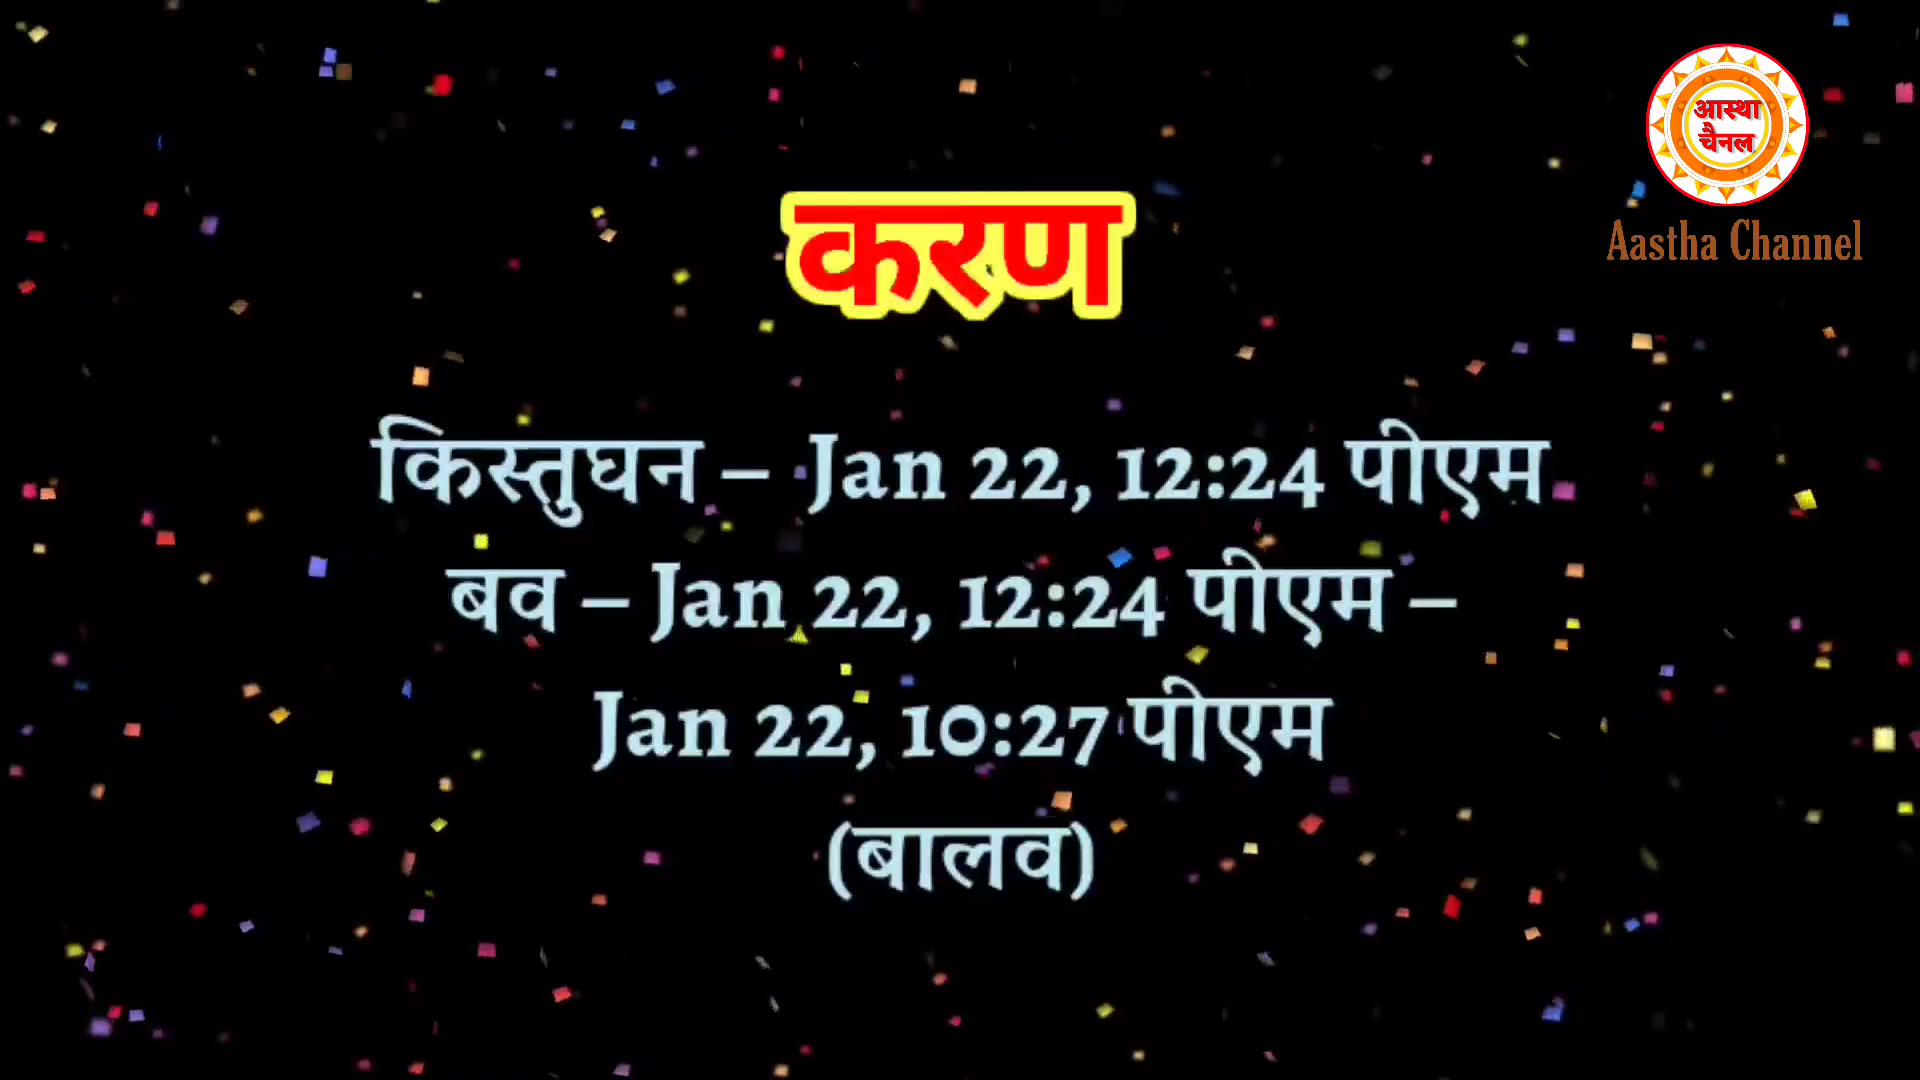 आस्था
चैनल
Aastha Channel
करण
किस्तुघन – Jan 22, 12:24 पीएम
बव – Jan 22, 12:24 पीएम –
Jan 22, 10:27 पीएम
(बालव)